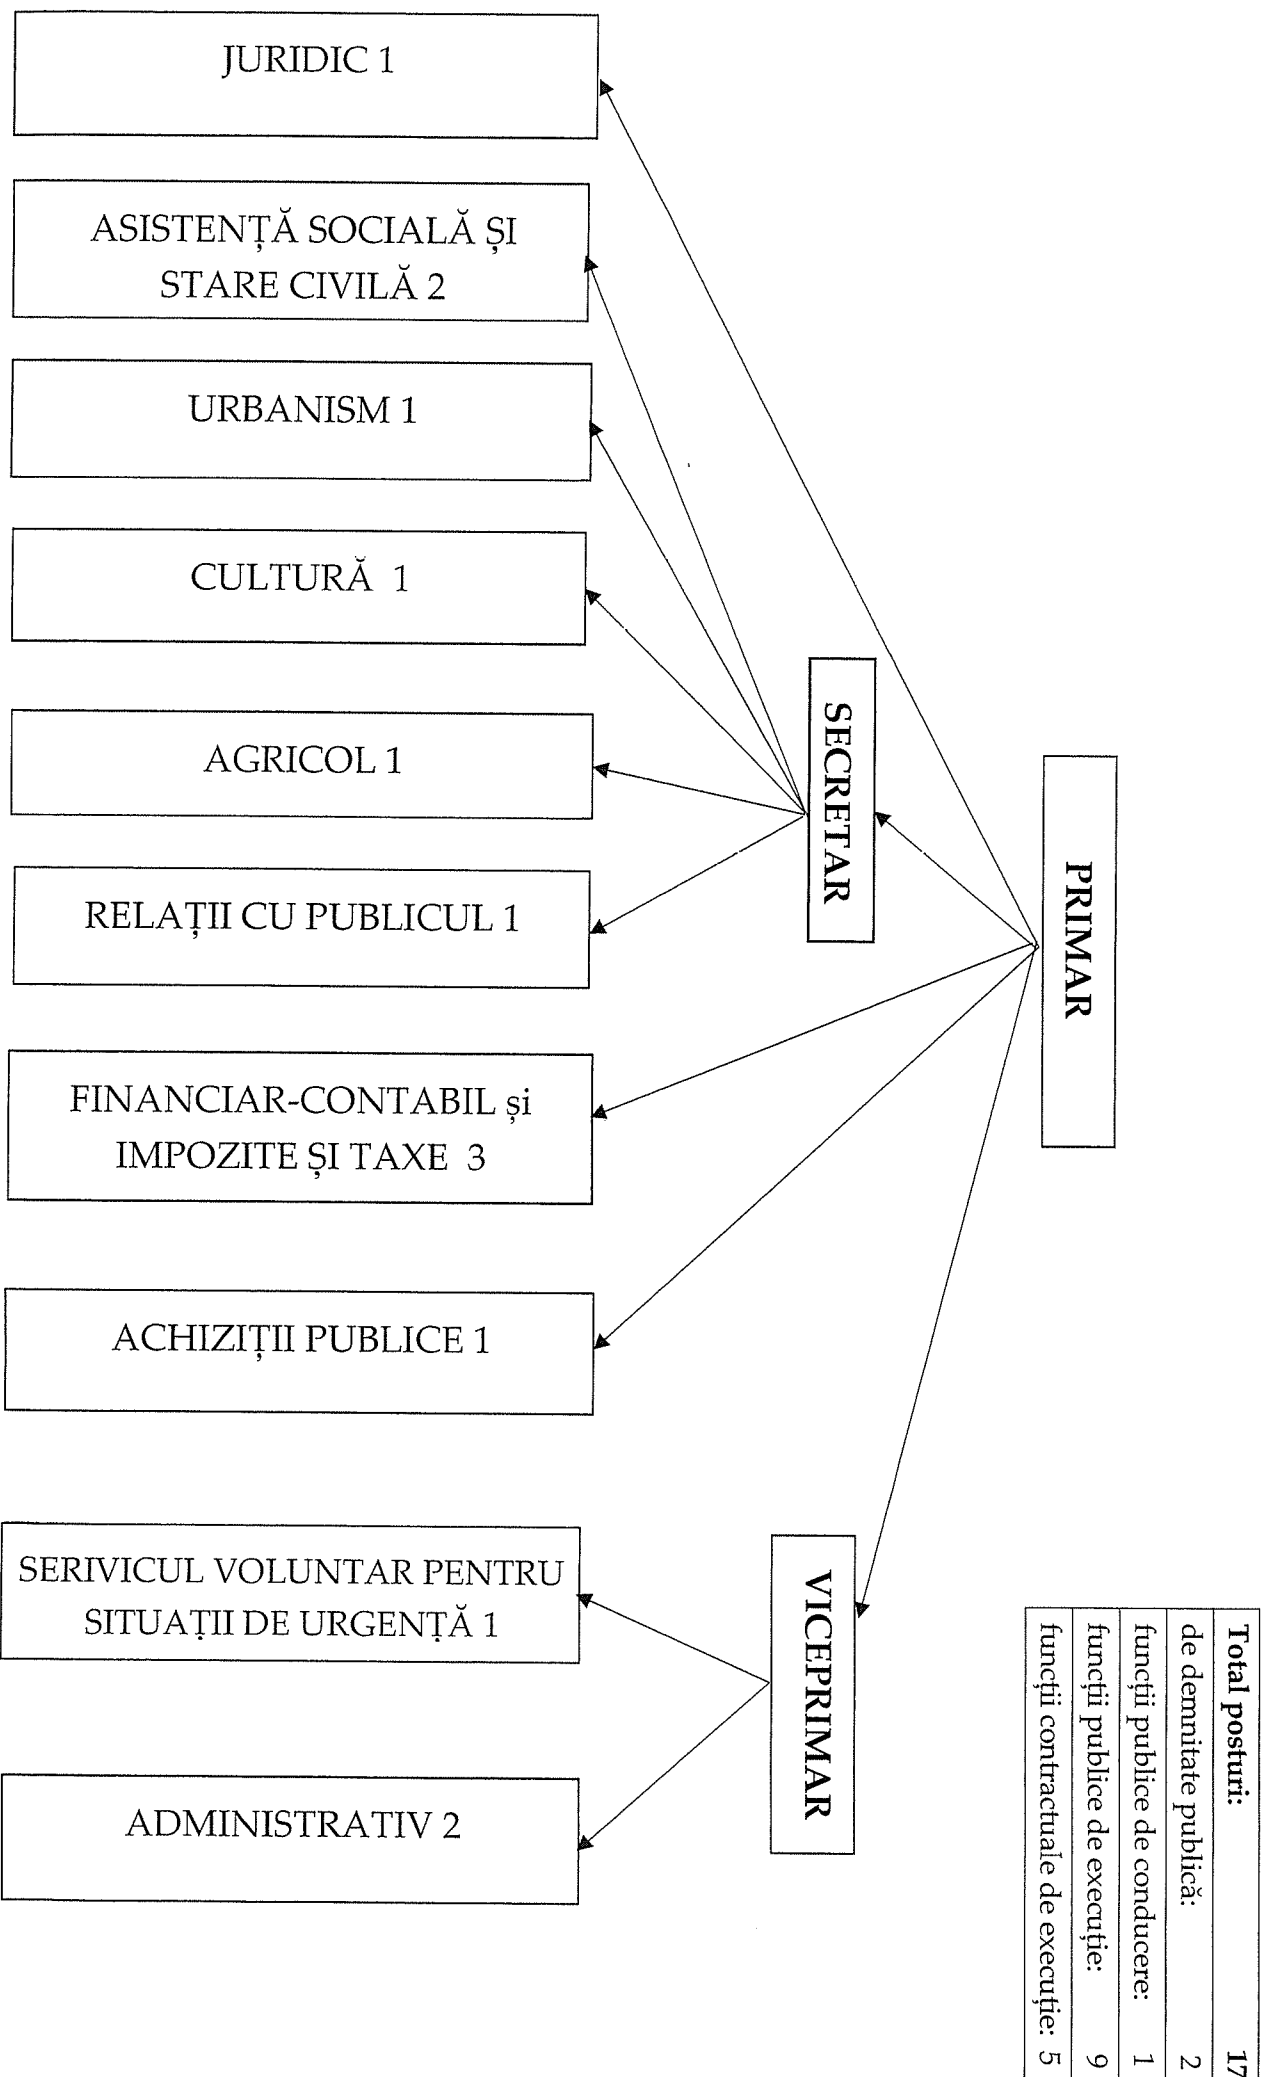 Total posturi: 17
de demnitate publică: 2
funcții publice de conducere: 1
funcții publice de execuție: 9
funcții contractuale de execuție: 5
PRIMAR
SECRETAR
VICEPRIMAR
JURIDIC 1
ASISTENȚĂ SOCIALĂ ȘI
STARE CIVILĂ 2
URBANISM 1
CULTURĂ 1
AGRICOL 1
RELAȚII CU PUBLICUL 1
FINANCIAR-CONTABIL și
IMPOZITE ȘI TAXE 3
ACHIZIȚII PUBLICE 1
SERIVICUL VOLUNTAR PENTRU
SITUAȚII DE URGENȚĂ 1
ADMINISTRATIV 2